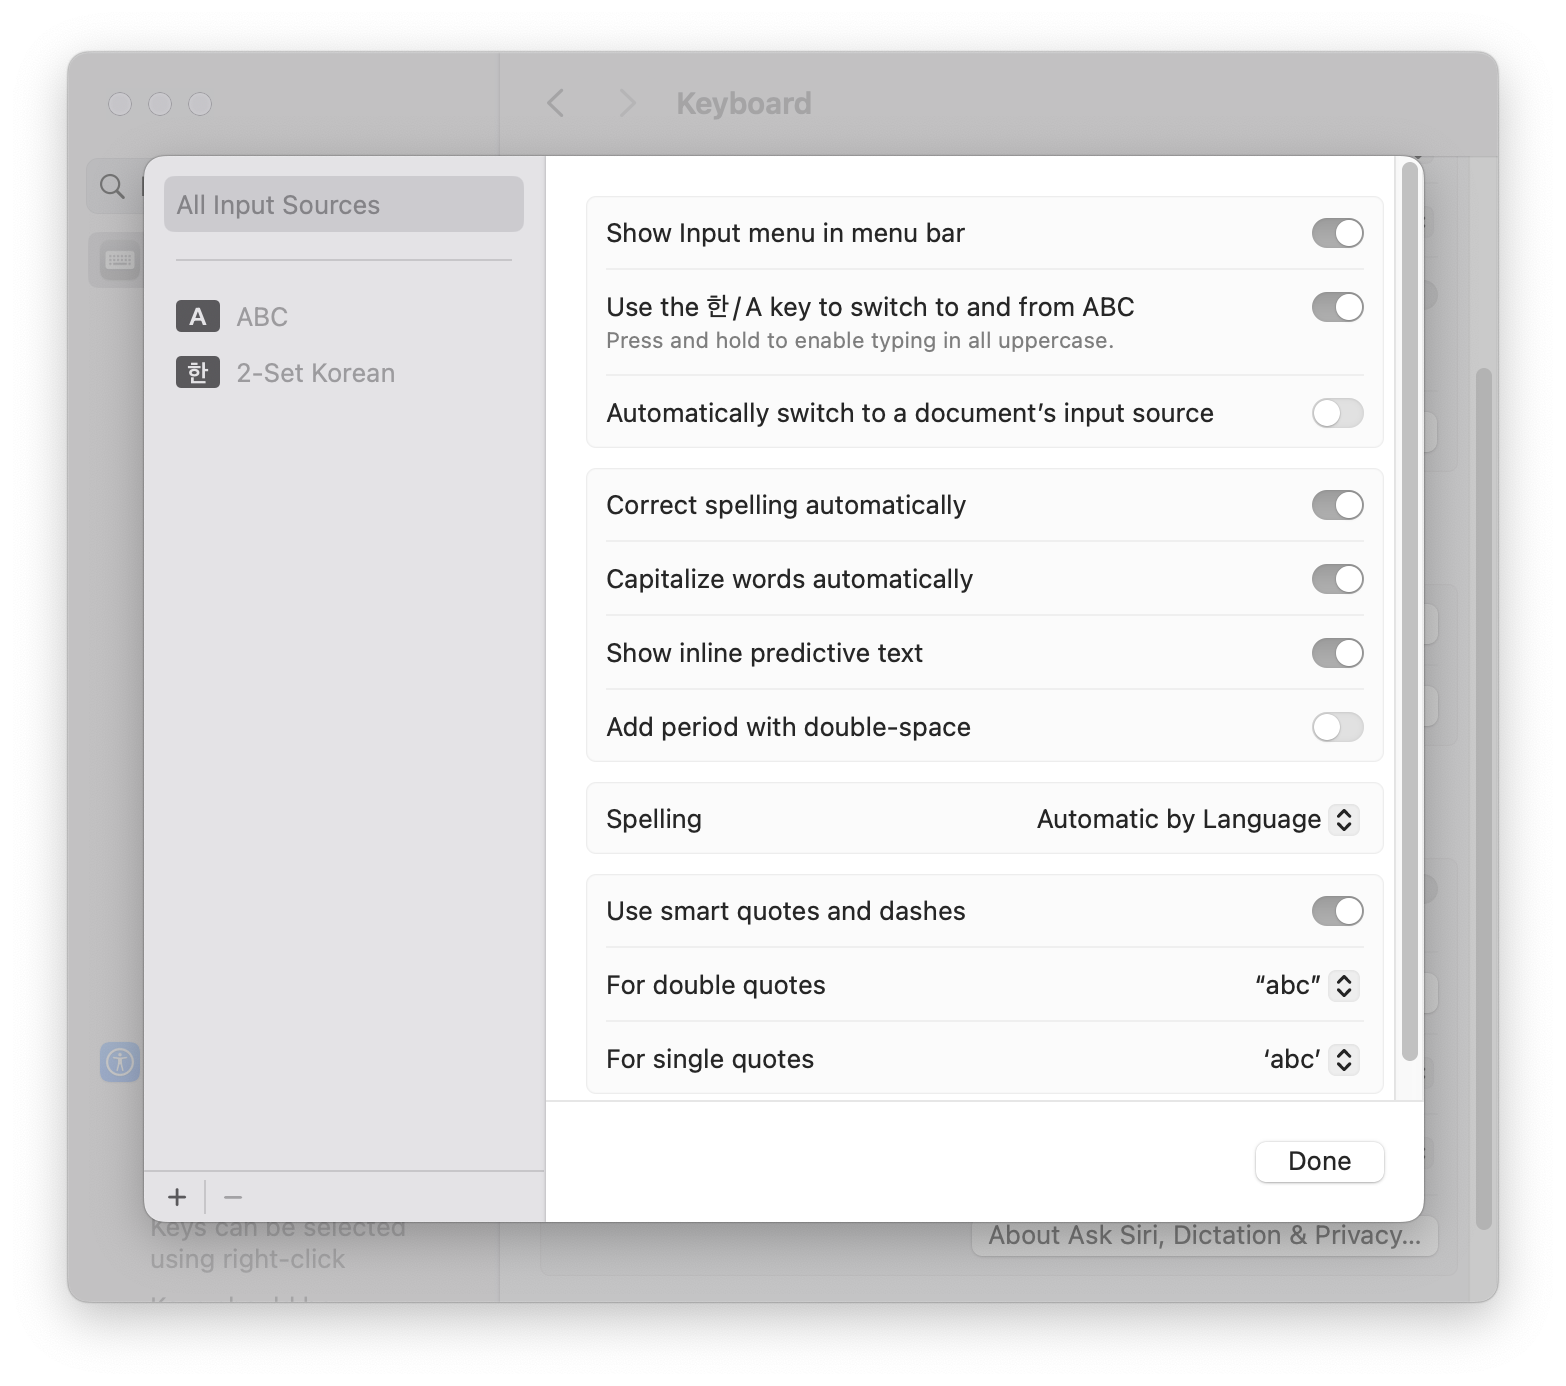 Keyboard
All Input Sources
A ABC
한 2-Set Korean
Show Input menu in menu bar
Use the 한/A key to switch to and from ABC
Press and hold to enable typing in all uppercase.
Automatically switch to a document’s input source
Correct spelling automatically
Capitalize words automatically
Show inline predictive text
Add period with double-space
Spelling Automatic by Language
Use smart quotes and dashes
For double quotes “abc”
For single quotes ‘abc’
Done
Keys can be selected
using right-click
About Ask Siri, Dictation & Privacy...